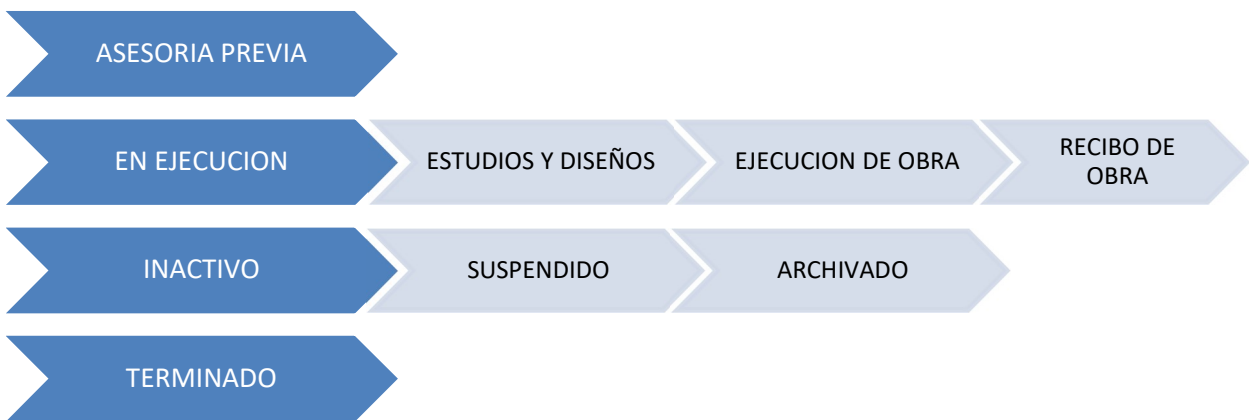 ASESORIA PREVIA
EN EJECUCION
ESTUDIOS Y DISEÑOS
EJECUCION DE OBRA
RECIBO DE
OBRA
INACTIVO
SUSPENDIDO
ARCHIVADO
TERMINADO